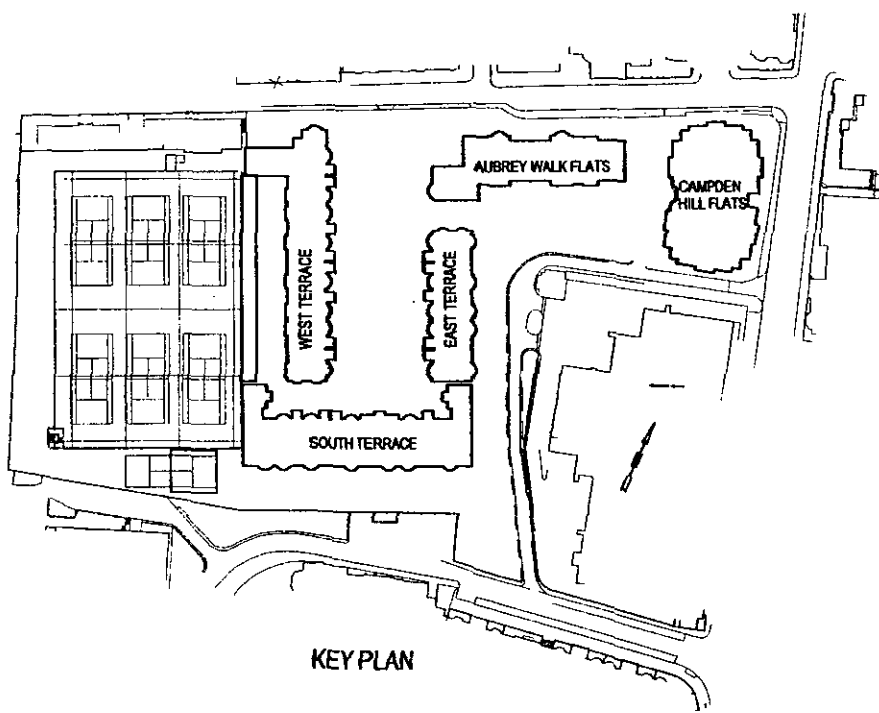 AUBREY WALK FLATS
CAMPDEN
HILL FLATS
WEST TERRACE
EAST TERRACE
SOUTH TERRACE
KEY PLAN